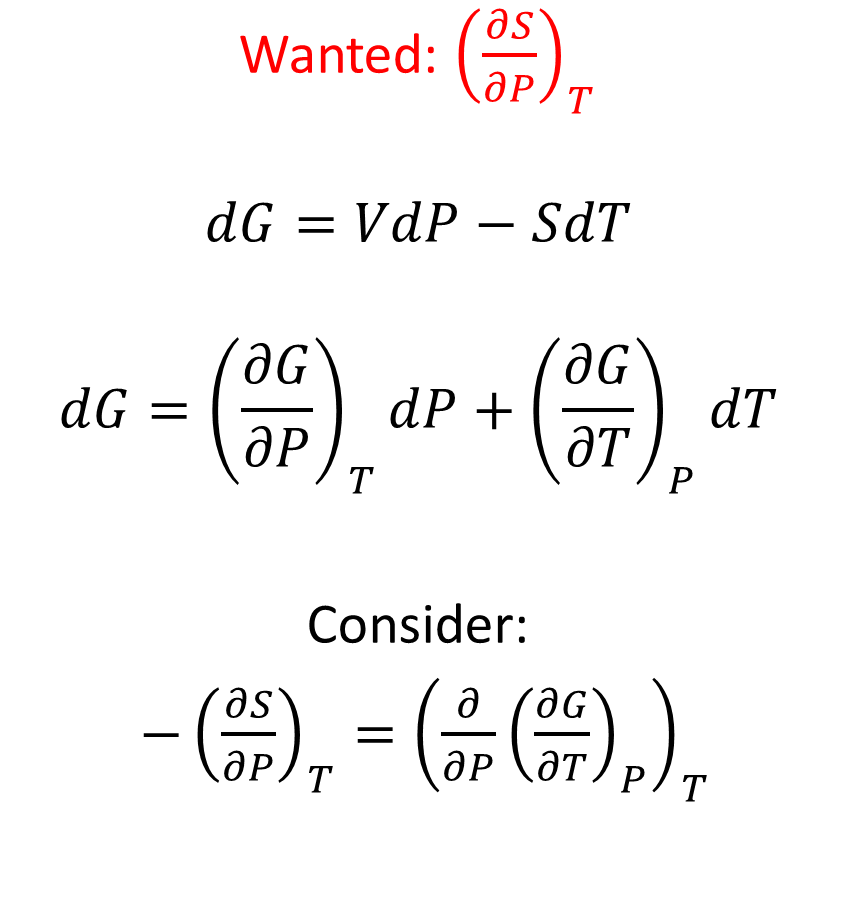 Wanted: (∂S/∂P)_T
dG = VdP − SdT
dG = (∂G/∂P)_T dP + (∂G/∂T)_P dT
Consider:
−(∂S/∂P)_T = (∂/∂P (∂G/∂T)_P)_T